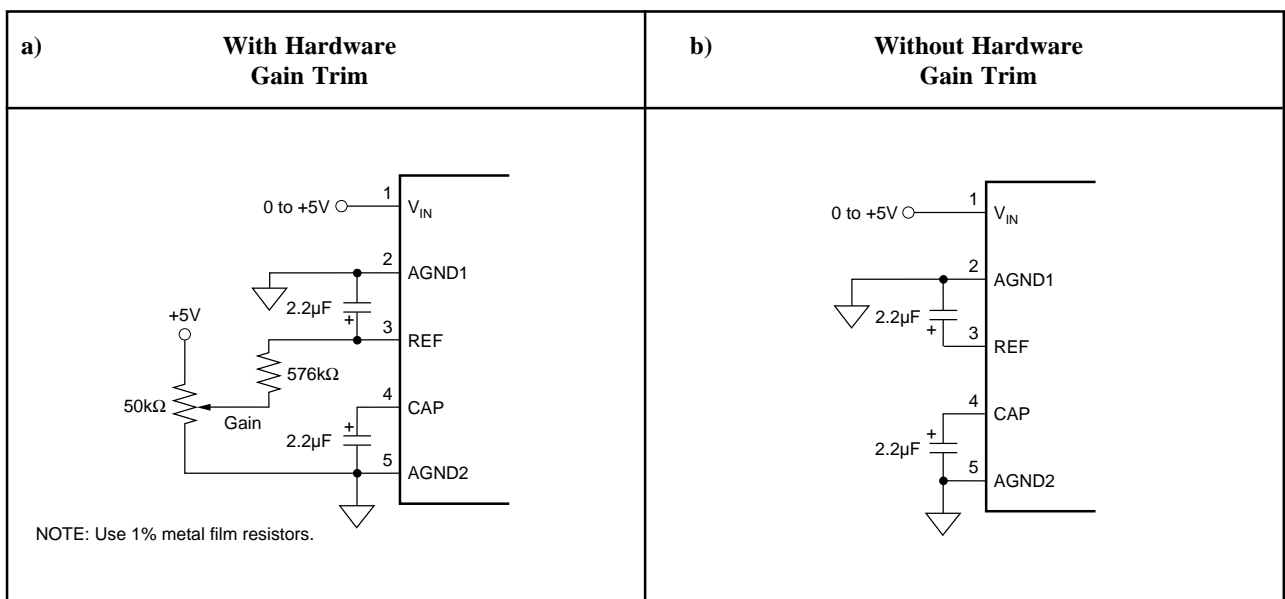 a)
With Hardware
Gain Trim
0 to +5V
1
V_IN
2
AGND1
2.2µF
+
3
REF
+5V
576kΩ
50kΩ
Gain
4
CAP
+
2.2µF
5
AGND2
NOTE: Use 1% metal film resistors.
b)
Without Hardware
Gain Trim
0 to +5V
1
V_IN
2
AGND1
2.2µF
+
3
REF
4
CAP
+
2.2µF
5
AGND2